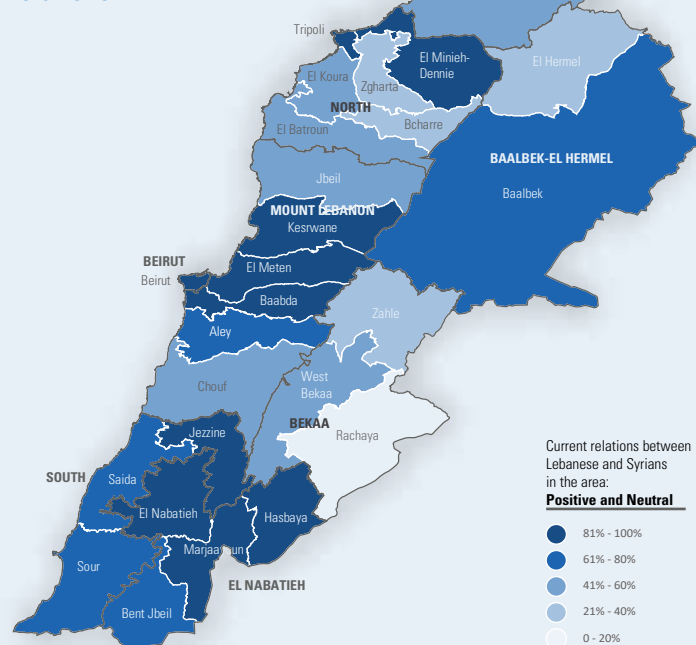 Tripoli
El Minieh-
Dennie
El Hermel
El Koura
Zgharta
NORTH
Bcharre
El Batroun
BAALBEK-EL HERMEL
Baalbek
Jbeil
MOUNT LEBANON
Kesrwane
BEIRUT
Beirut
El Meten
Baabda
Aley
Zahle
West
Bekaa
Chouf
BEKAA
Rachaya
Jezzine
SOUTH
Saida
El Nabatieh
Hasbaya
Marjaayoun
Sour
EL NABATIEH
Bent Jbeil
Current relations between
Lebanese and Syrians
in the area:
Positive and Neutral
81% - 100%
61% - 80%
41% - 60%
21% - 40%
0 - 20%